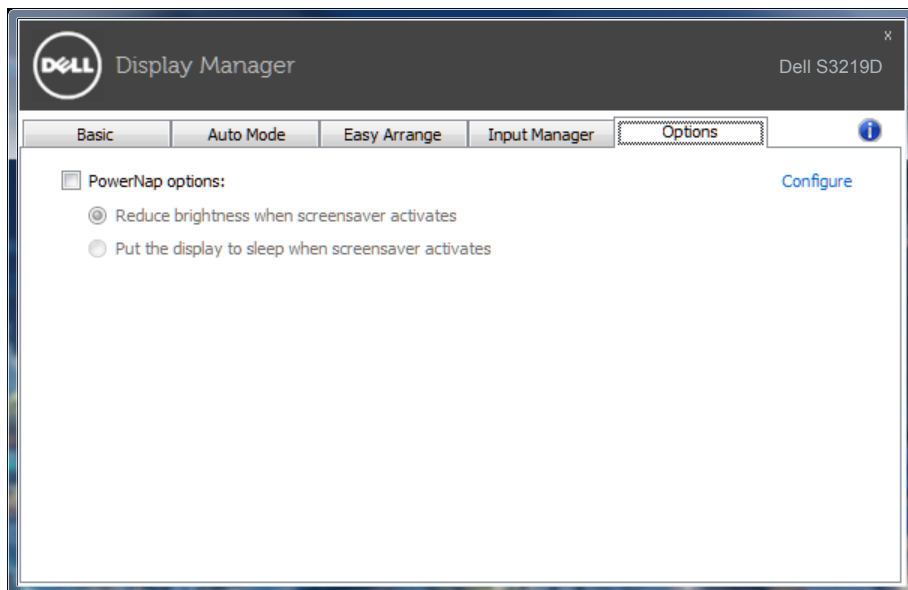 x
DELL Display Manager
Dell S3219D
Basic Auto Mode Easy Arrange Input Manager Options i
PowerNap options: Configure
Reduce brightness when screensaver activates
Put the display to sleep when screensaver activates